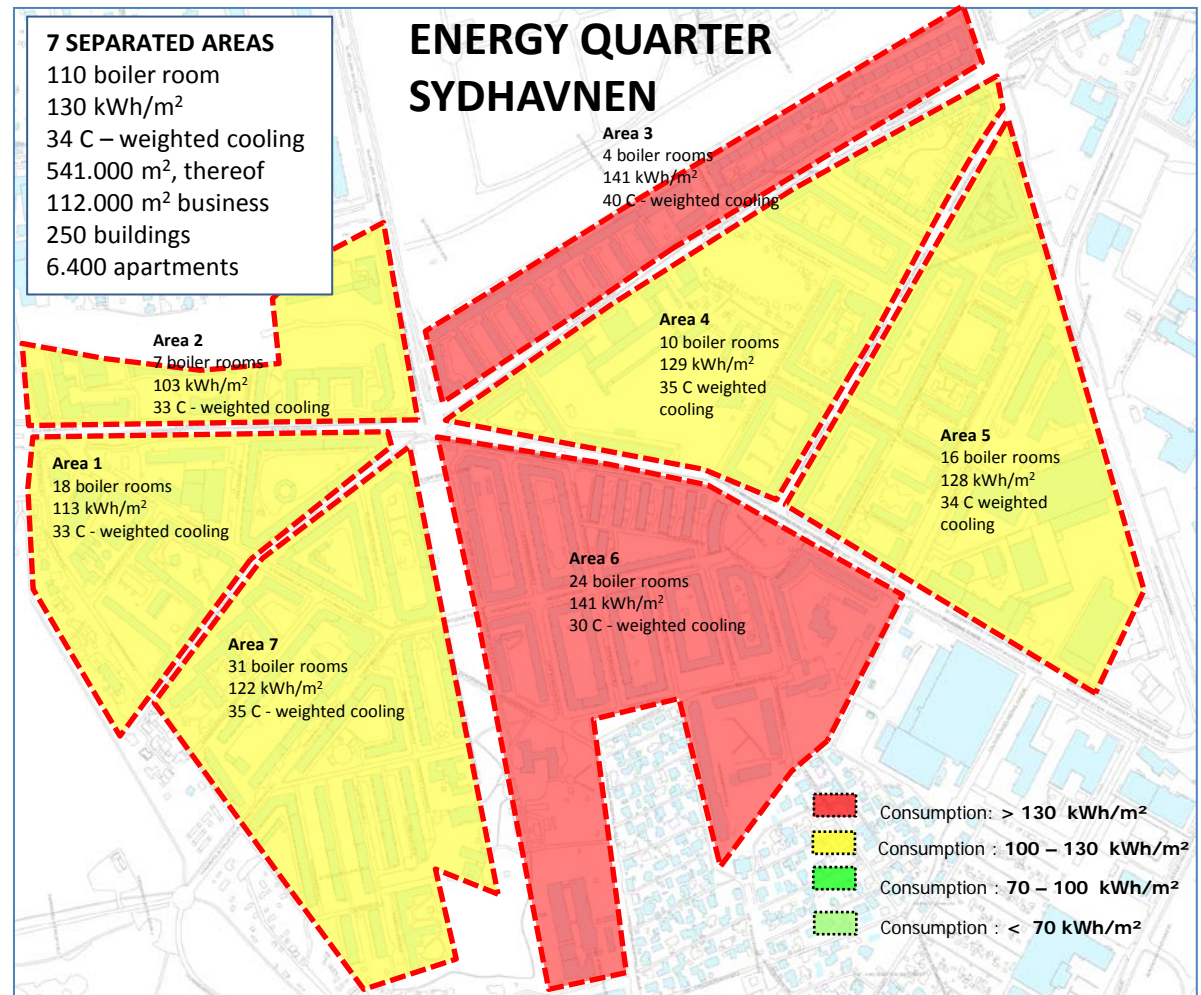 7 SEPARATED AREAS
110 boiler room
130 kWh/m²
34 C – weighted cooling
541.000 m², thereof
112.000 m² business
250 buildings
6.400 apartments
ENERGY QUARTER
SYDHAVNEN
Area 3
4 boiler rooms
141 kWh/m²
40 C - weighted cooling
Area 2
7 boiler rooms
103 kWh/m²
33 C - weighted cooling
Area 4
10 boiler rooms
129 kWh/m²
35 C weighted
cooling
Area 5
16 boiler rooms
128 kWh/m²
34 C weighted
cooling
Area 1
18 boiler rooms
113 kWh/m²
33 C - weighted cooling
Area 6
24 boiler rooms
141 kWh/m²
30 C - weighted cooling
Area 7
31 boiler rooms
122 kWh/m²
35 C - weighted cooling
Consumption: > 130 kWh/m²
Consumption : 100 – 130 kWh/m²
Consumption : 70 – 100 kWh/m²
Consumption : < 70 kWh/m²